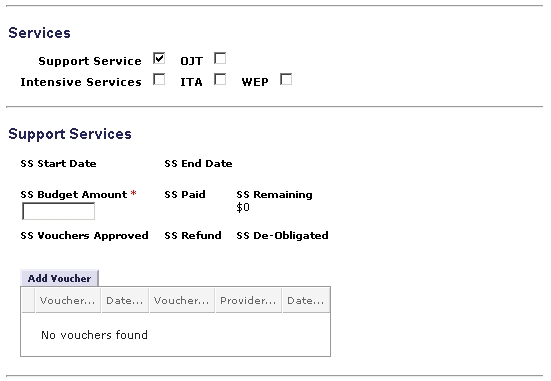 Services
Support Service OJT
Intensive Services ITA WEP
Support Services
SS Start Date SS End Date
SS Budget Amount * SS Paid SS Remaining
$0
SS Vouchers Approved SS Refund SS De-Obligated
Add Voucher
Voucher... Date... Voucher... Provider... Date...
No vouchers found